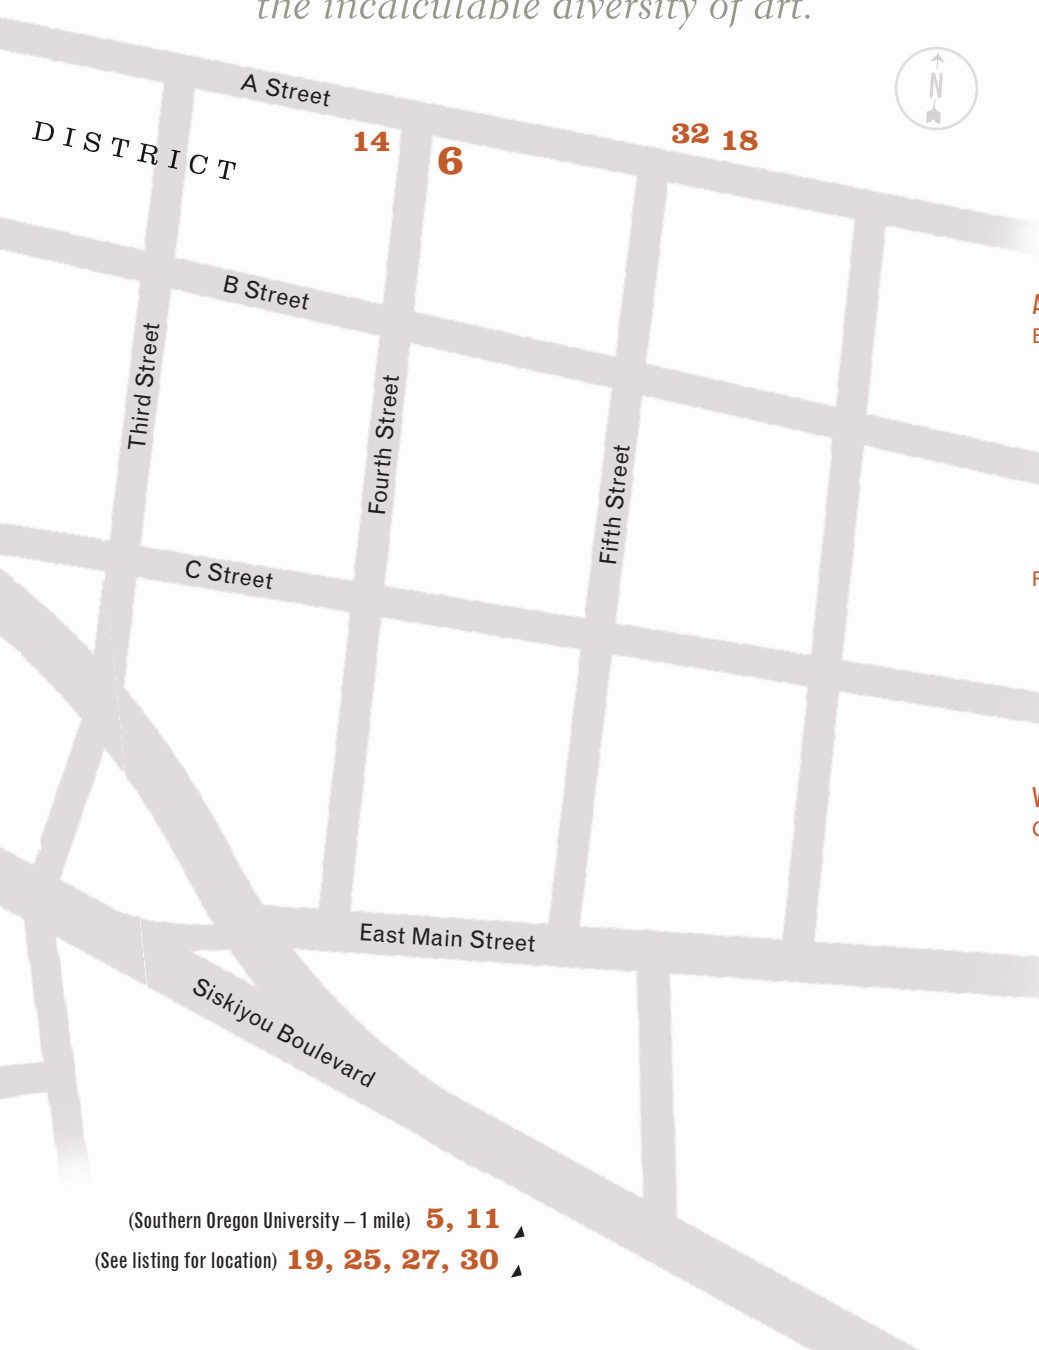 the incalculable diversity of art.
N
A Street
DISTRICT
14
6
32 18
B Street
Third Street
Fourth Street
Fifth Street
C Street
East Main Street
Siskiyou Boulevard
(Southern Oregon University – 1 mile) 5, 11
(See listing for location) 19, 25, 27, 30